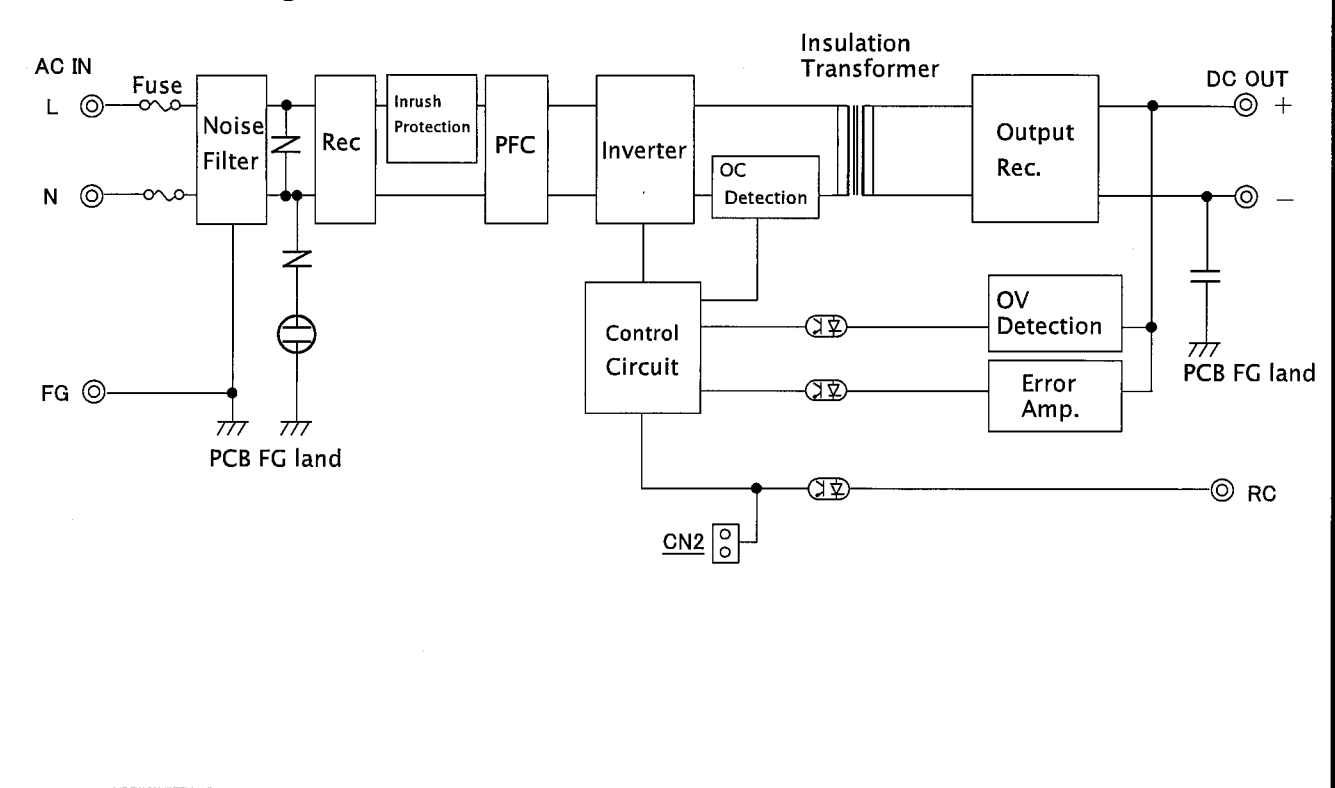 Insulation
Transformer
AC IN
Fuse
L
Noise
Filter
Rec
Inrush
Protection
PFC
Inverter
OC
Detection
Output
Rec.
DC OUT
+
N
−
Control
Circuit
OV
Detection
Error
Amp.
PCB FG land
FG
PCB FG land
RC
CN2